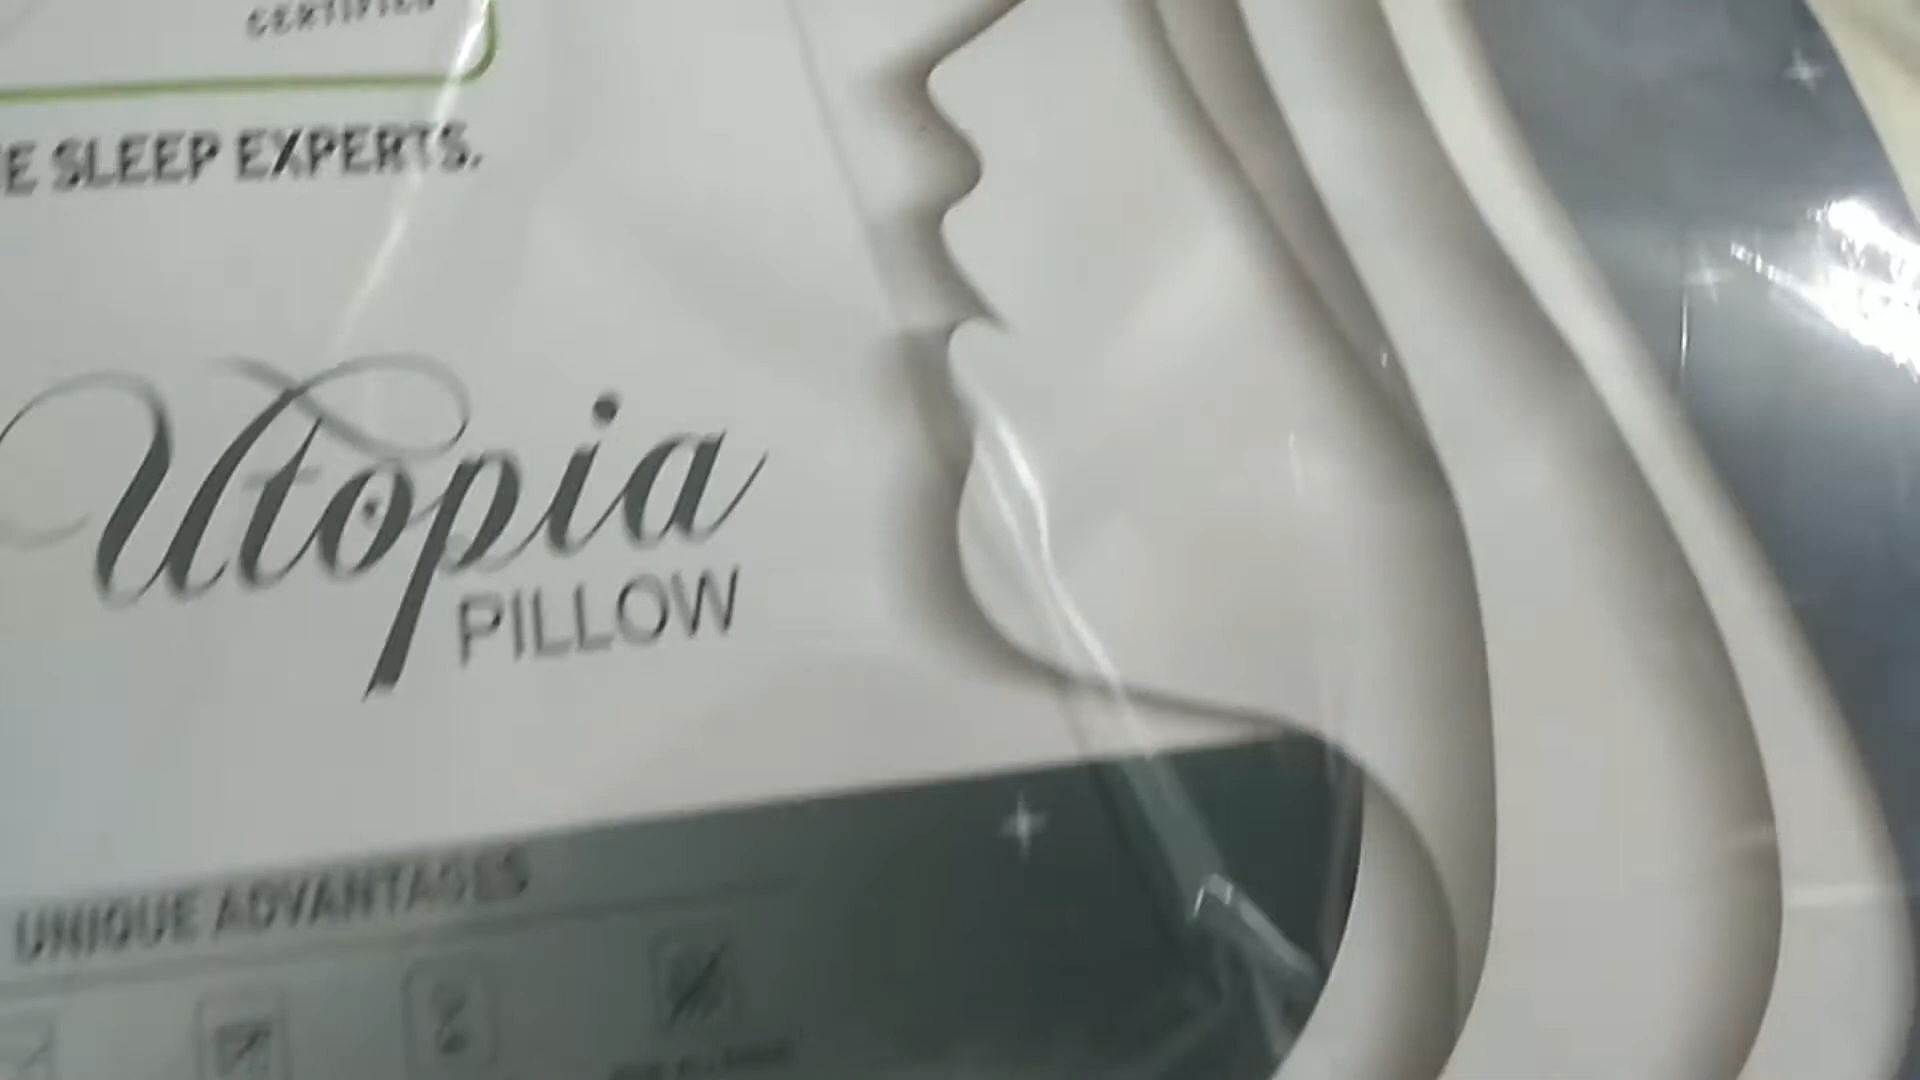 CERTIFIED
E SLEEP EXPERTS.
Utopia
PILLOW
UNIQUE ADVANTAGES